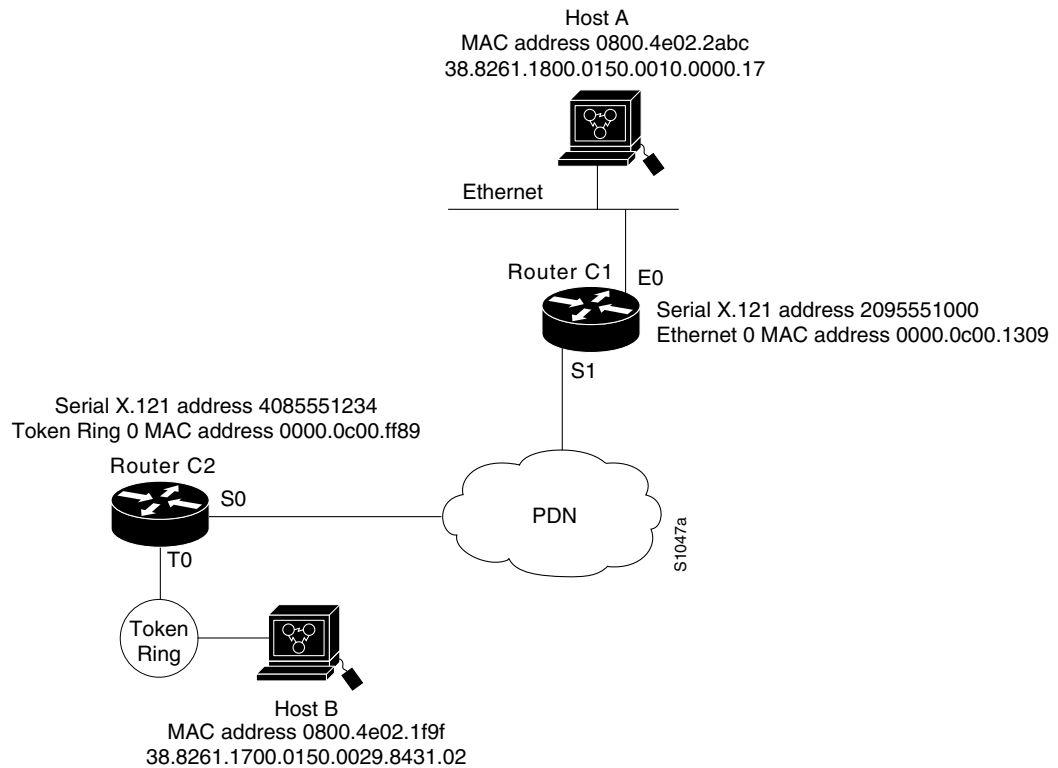 Host A
MAC address 0800.4e02.2abc
38.8261.1800.0150.0010.0000.17
Ethernet
Router C1
E0
Serial X.121 address 2095551000
Ethernet 0 MAC address 0000.0c00.1309
S1
Serial X.121 address 4085551234
Token Ring 0 MAC address 0000.0c00.ff89
Router C2
S0
PDN
S1047a
T0
Token
Ring
Host B
MAC address 0800.4e02.1f9f
38.8261.1700.0150.0029.8431.02